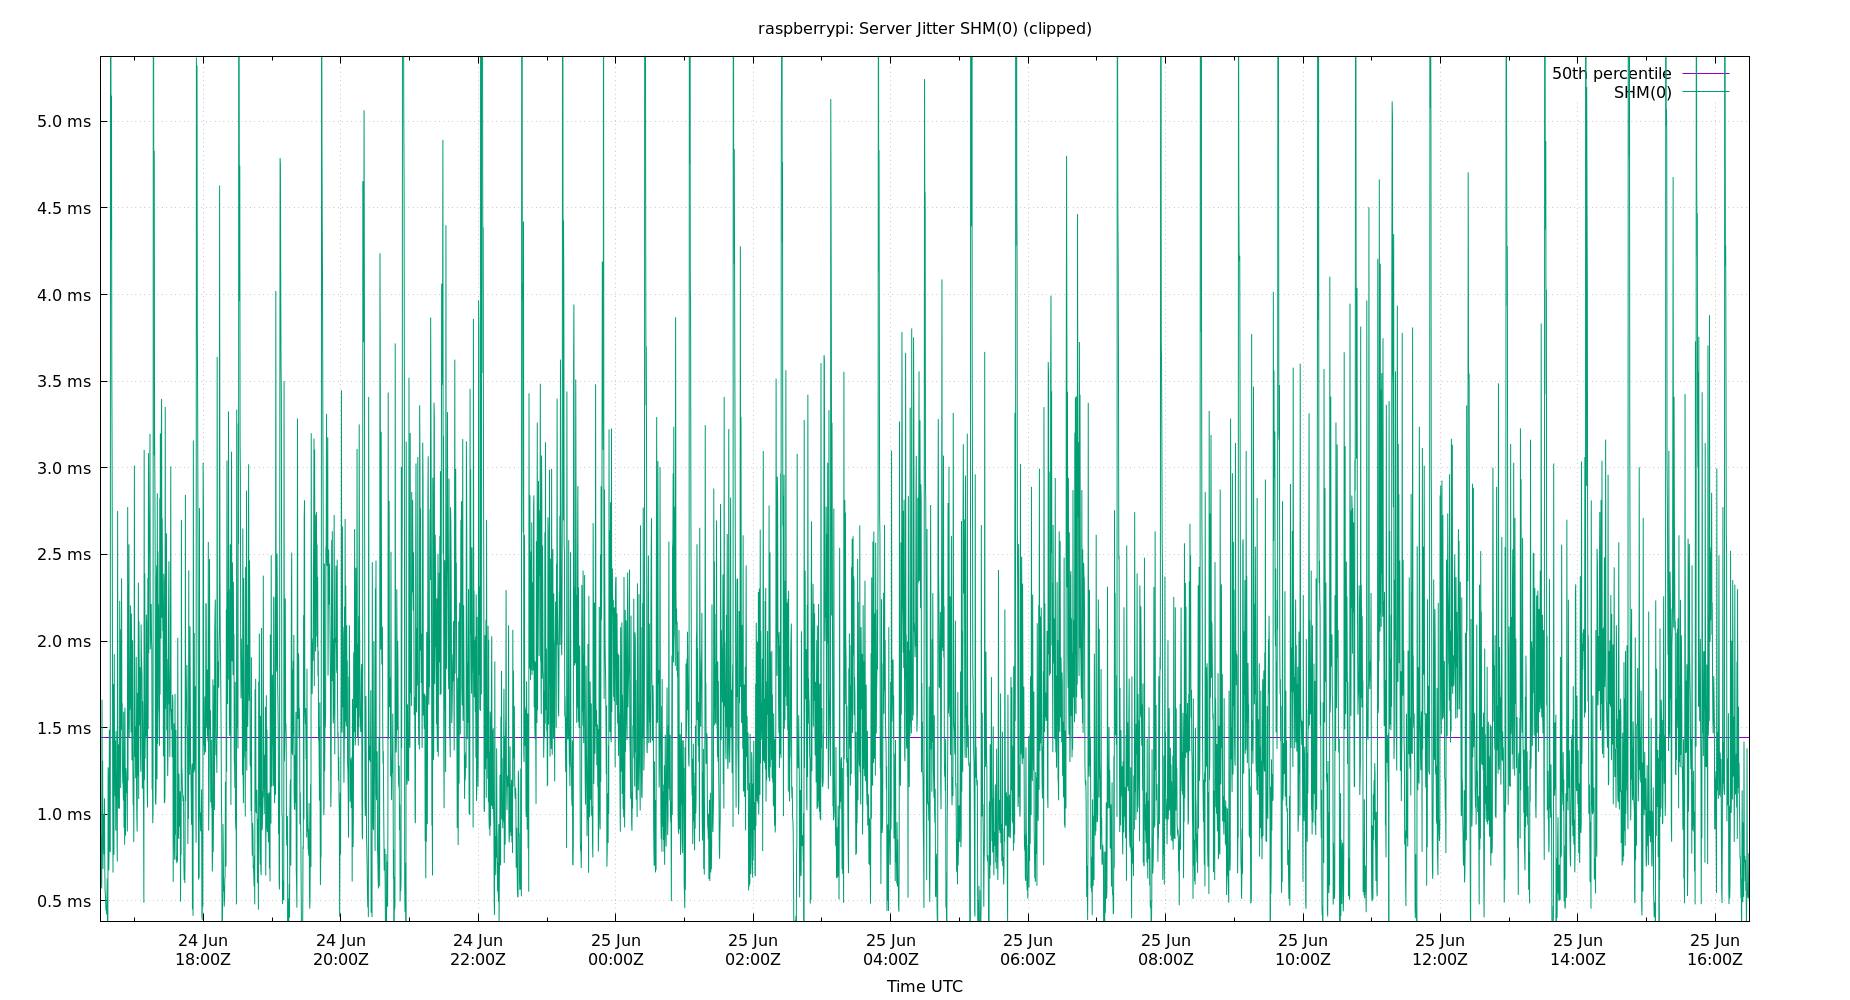 raspberrypi: Server Jitter SHM(0) (clipped)
50th percentile
SHM(0)
5.0 ms
4.5 ms
4.0 ms
3.5 ms
3.0 ms
2.5 ms
2.0 ms
1.5 ms
1.0 ms
0.5 ms
24 Jun 24 Jun 24 Jun 25 Jun 25 Jun 25 Jun 25 Jun 25 Jun 25 Jun 25 Jun 25 Jun 25 Jun
18:00Z 20:00Z 22:00Z 00:00Z 02:00Z 04:00Z 06:00Z 08:00Z 10:00Z 12:00Z 14:00Z 16:00Z
Time UTC